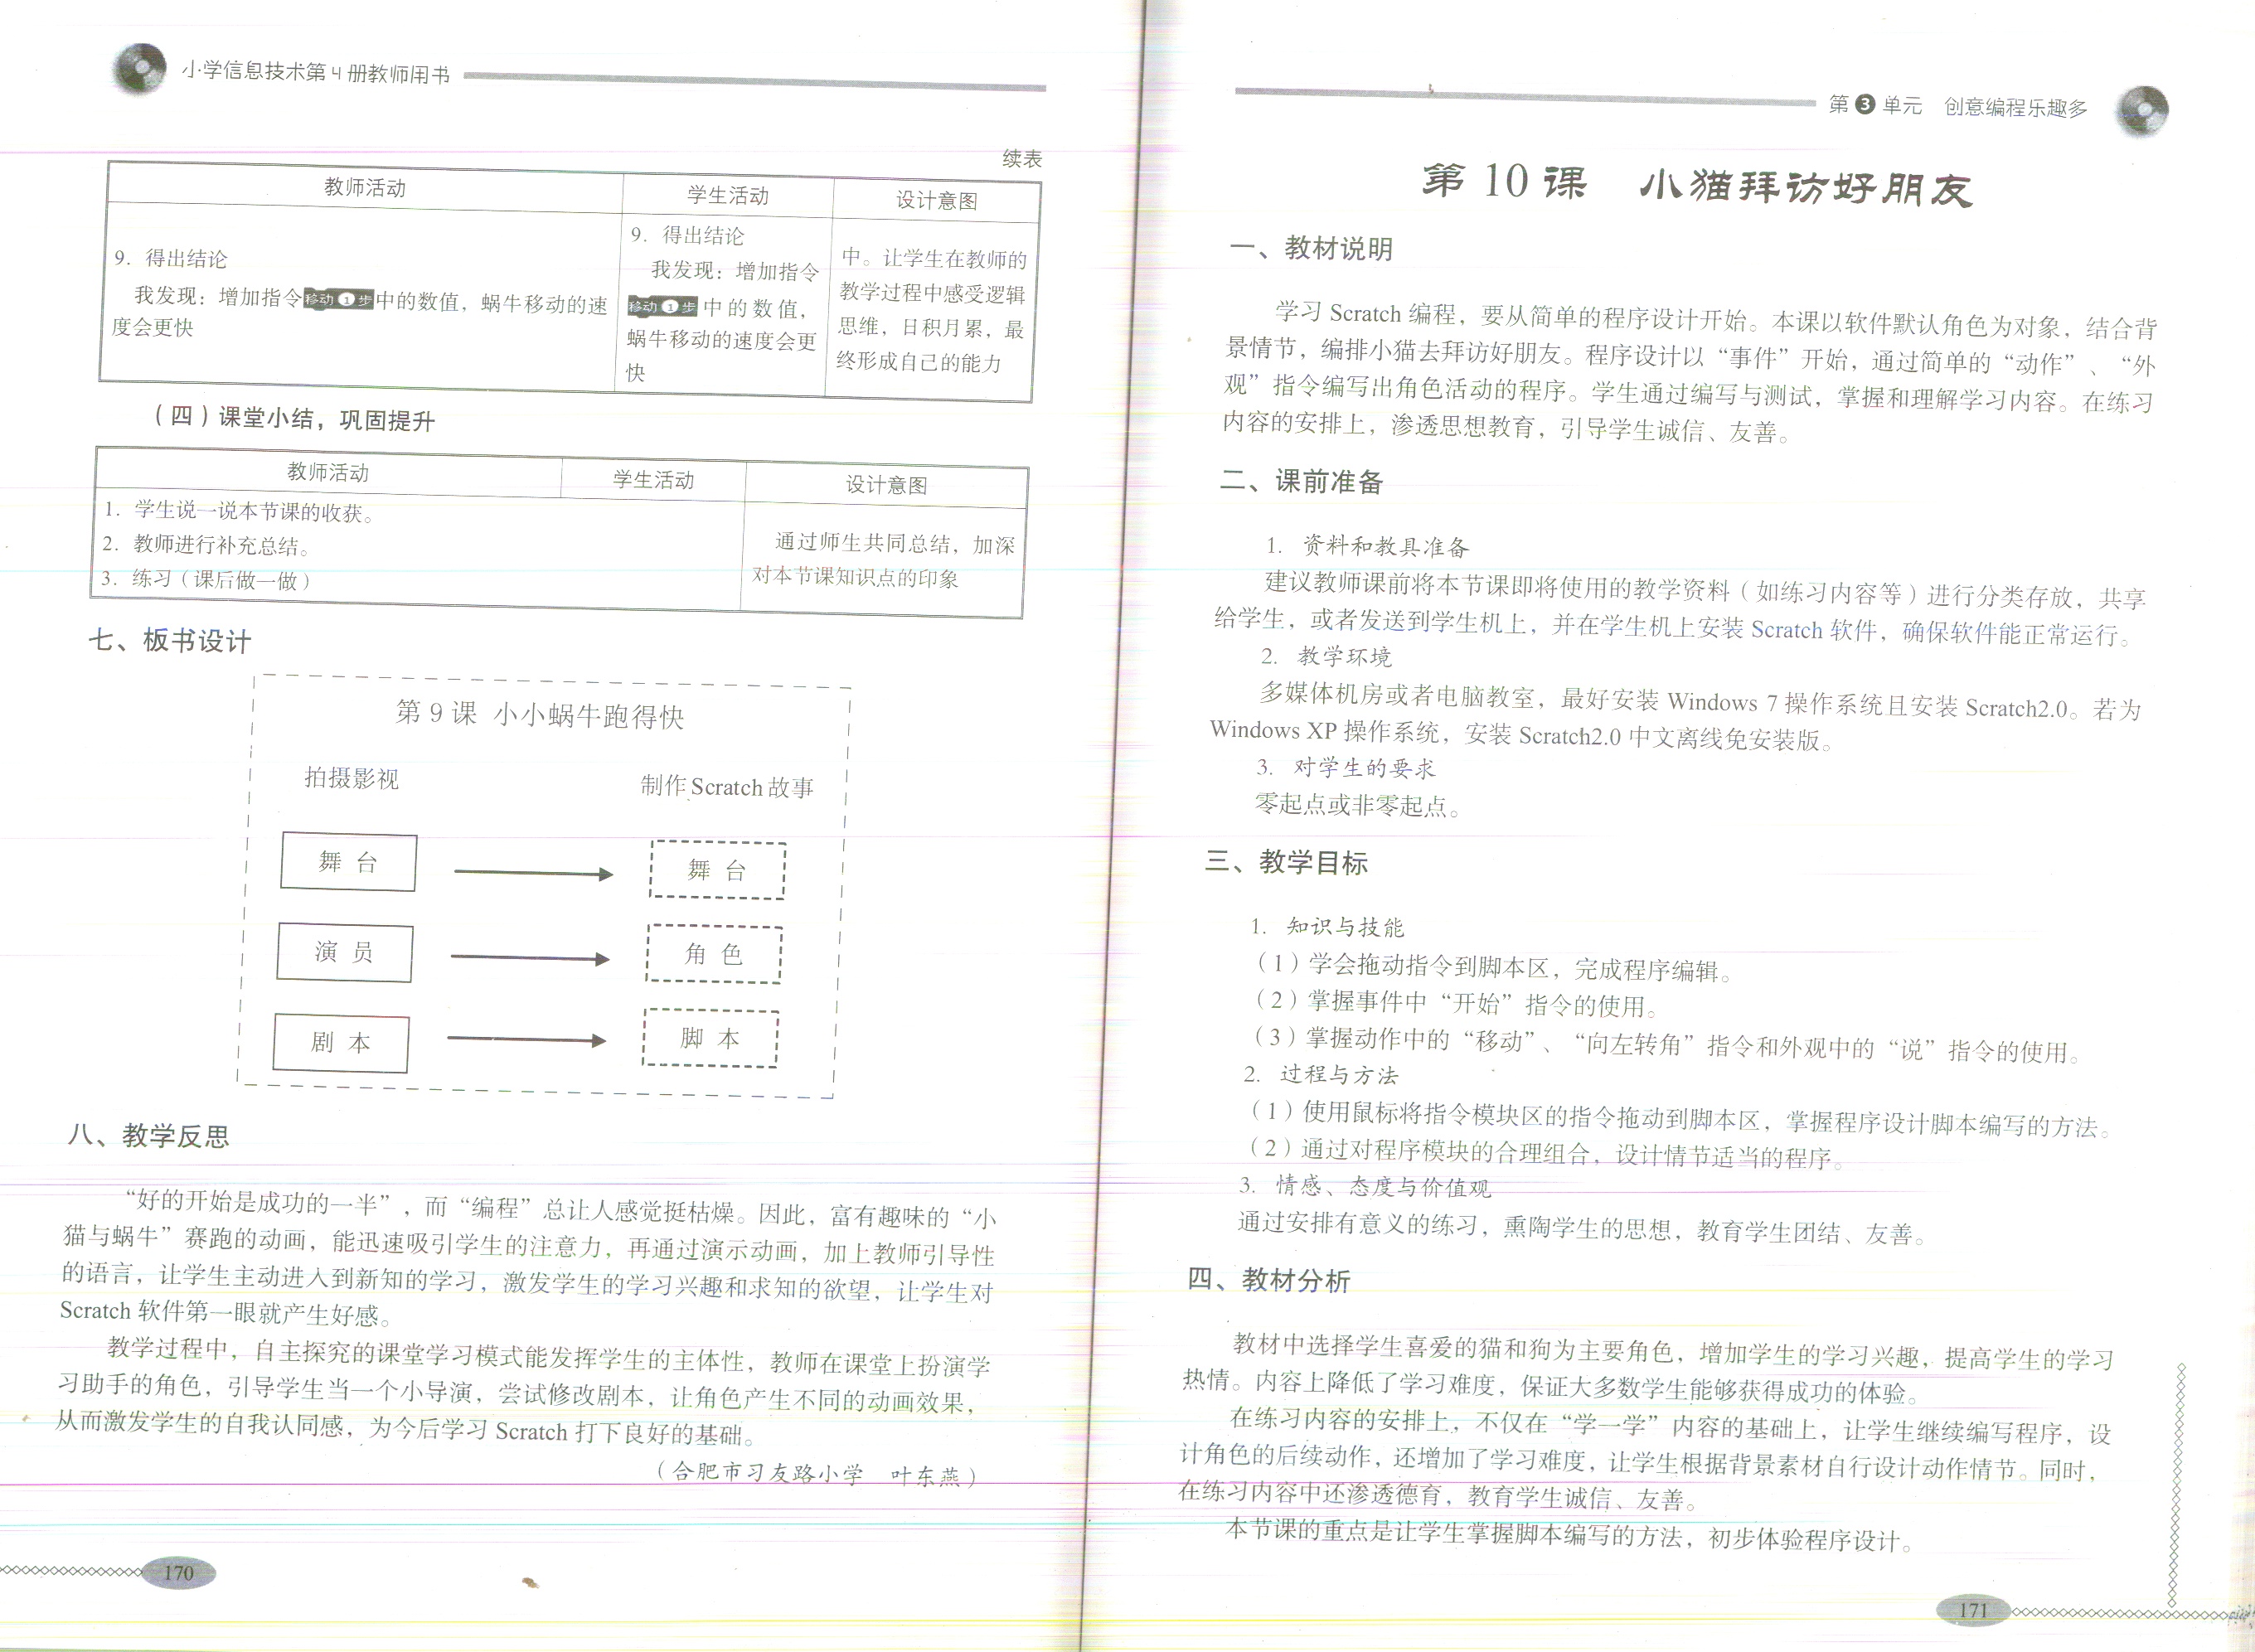 小学信息技术第4册教师用书
续表
教师活动 学生活动 设计意图
9. 得出结论
我发现：增加指令移动1步中的数值，蜗牛移动的速
度会更快
9. 得出结论
我发现：增加指令
移动1步中的数值，
蜗牛移动的速度会更
快
中。让学生在教师的
教学过程中感受逻辑
思维，日积月累，最
终形成自己的能力
（四）课堂小结，巩固提升
教师活动 学生活动 设计意图
1. 学生说一说本节课的收获。
2. 教师进行补充总结。
3. 练习（课后做一做）
通过师生共同总结，加深
对本节课知识点的印象
七、板书设计
第 9 课 小小蜗牛跑得快
拍摄影视 制作Scratch故事
舞台 舞台
演员 角色
剧本 脚本
八、教学反思
“好的开始是成功的一半”，而“编程”总让人感觉挺枯燥。因此，富有趣味的“小
猫与蜗牛”赛跑的动画，能迅速吸引学生的注意力，再通过演示动画，加上教师引导性
的语言，让学生主动进入到新知的学习，激发学生的学习兴趣和求知的欲望，让学生对
Scratch 软件第一眼就产生好感。
教学过程中，自主探究的课堂学习模式能发挥学生的主体性，教师在课堂上扮演学
习助手的角色，引导学生当一个小导演，尝试修改剧本，让角色产生不同的动画效果，
从而激发学生的自我认同感，为今后学习 Scratch 打下良好的基础。
（合肥市习友路小学 叶东燕）
170
第3单元 创意编程乐趣多
第 10 课 小猫拜访好朋友
一、教材说明
学习 Scratch 编程，要从简单的程序设计开始。本课以软件默认角色为对象，结合背
景情节，编排小猫去拜访好朋友。程序设计以“事件”开始，通过简单的“动作”、“外
观”指令编写出角色活动的程序。学生通过编写与测试，掌握和理解学习内容。在练习
内容的安排上，渗透思想教育，引导学生诚信、友善。
二、课前准备
1. 资料和教具准备
建议教师课前将本节课即将使用的教学资料（如练习内容等）进行分类存放，共享
给学生，或者发送到学生机上，并在学生机上安装 Scratch 软件，确保软件能正常运行。
2. 教学环境
多媒体机房或者电脑教室，最好安装 Windows 7 操作系统且安装 Scratch2.0。若为
Windows XP 操作系统，安装 Scratch2.0 中文离线免安装版。
3. 对学生的要求
零起点或非零起点。
三、教学目标
1. 知识与技能
（1）学会拖动指令到脚本区，完成程序编辑。
（2）掌握事件中“开始”指令的使用。
（3）掌握动作中的“移动”、“向左转角”指令和外观中的“说”指令的使用。
2. 过程与方法
（1）使用鼠标将指令模块区的指令拖动到脚本区，掌握程序设计脚本编写的方法。
（2）通过对程序模块的合理组合，设计情节适当的程序。
3. 情感、态度与价值观
通过安排有意义的练习，熏陶学生的思想，教育学生团结、友善。
四、教材分析
教材中选择学生喜爱的猫和狗为主要角色，增加学生的学习兴趣，提高学生的学习
热情。内容上降低了学习难度，保证大多数学生能够获得成功的体验。
在练习内容的安排上，不仅在“学一学”内容的基础上，让学生继续编写程序，设
计角色的后续动作，还增加了学习难度，让学生根据背景素材自行设计动作情节。同时，
在练习内容中还渗透德育，教育学生诚信、友善。
本节课的重点是让学生掌握脚本编写的方法，初步体验程序设计。
171